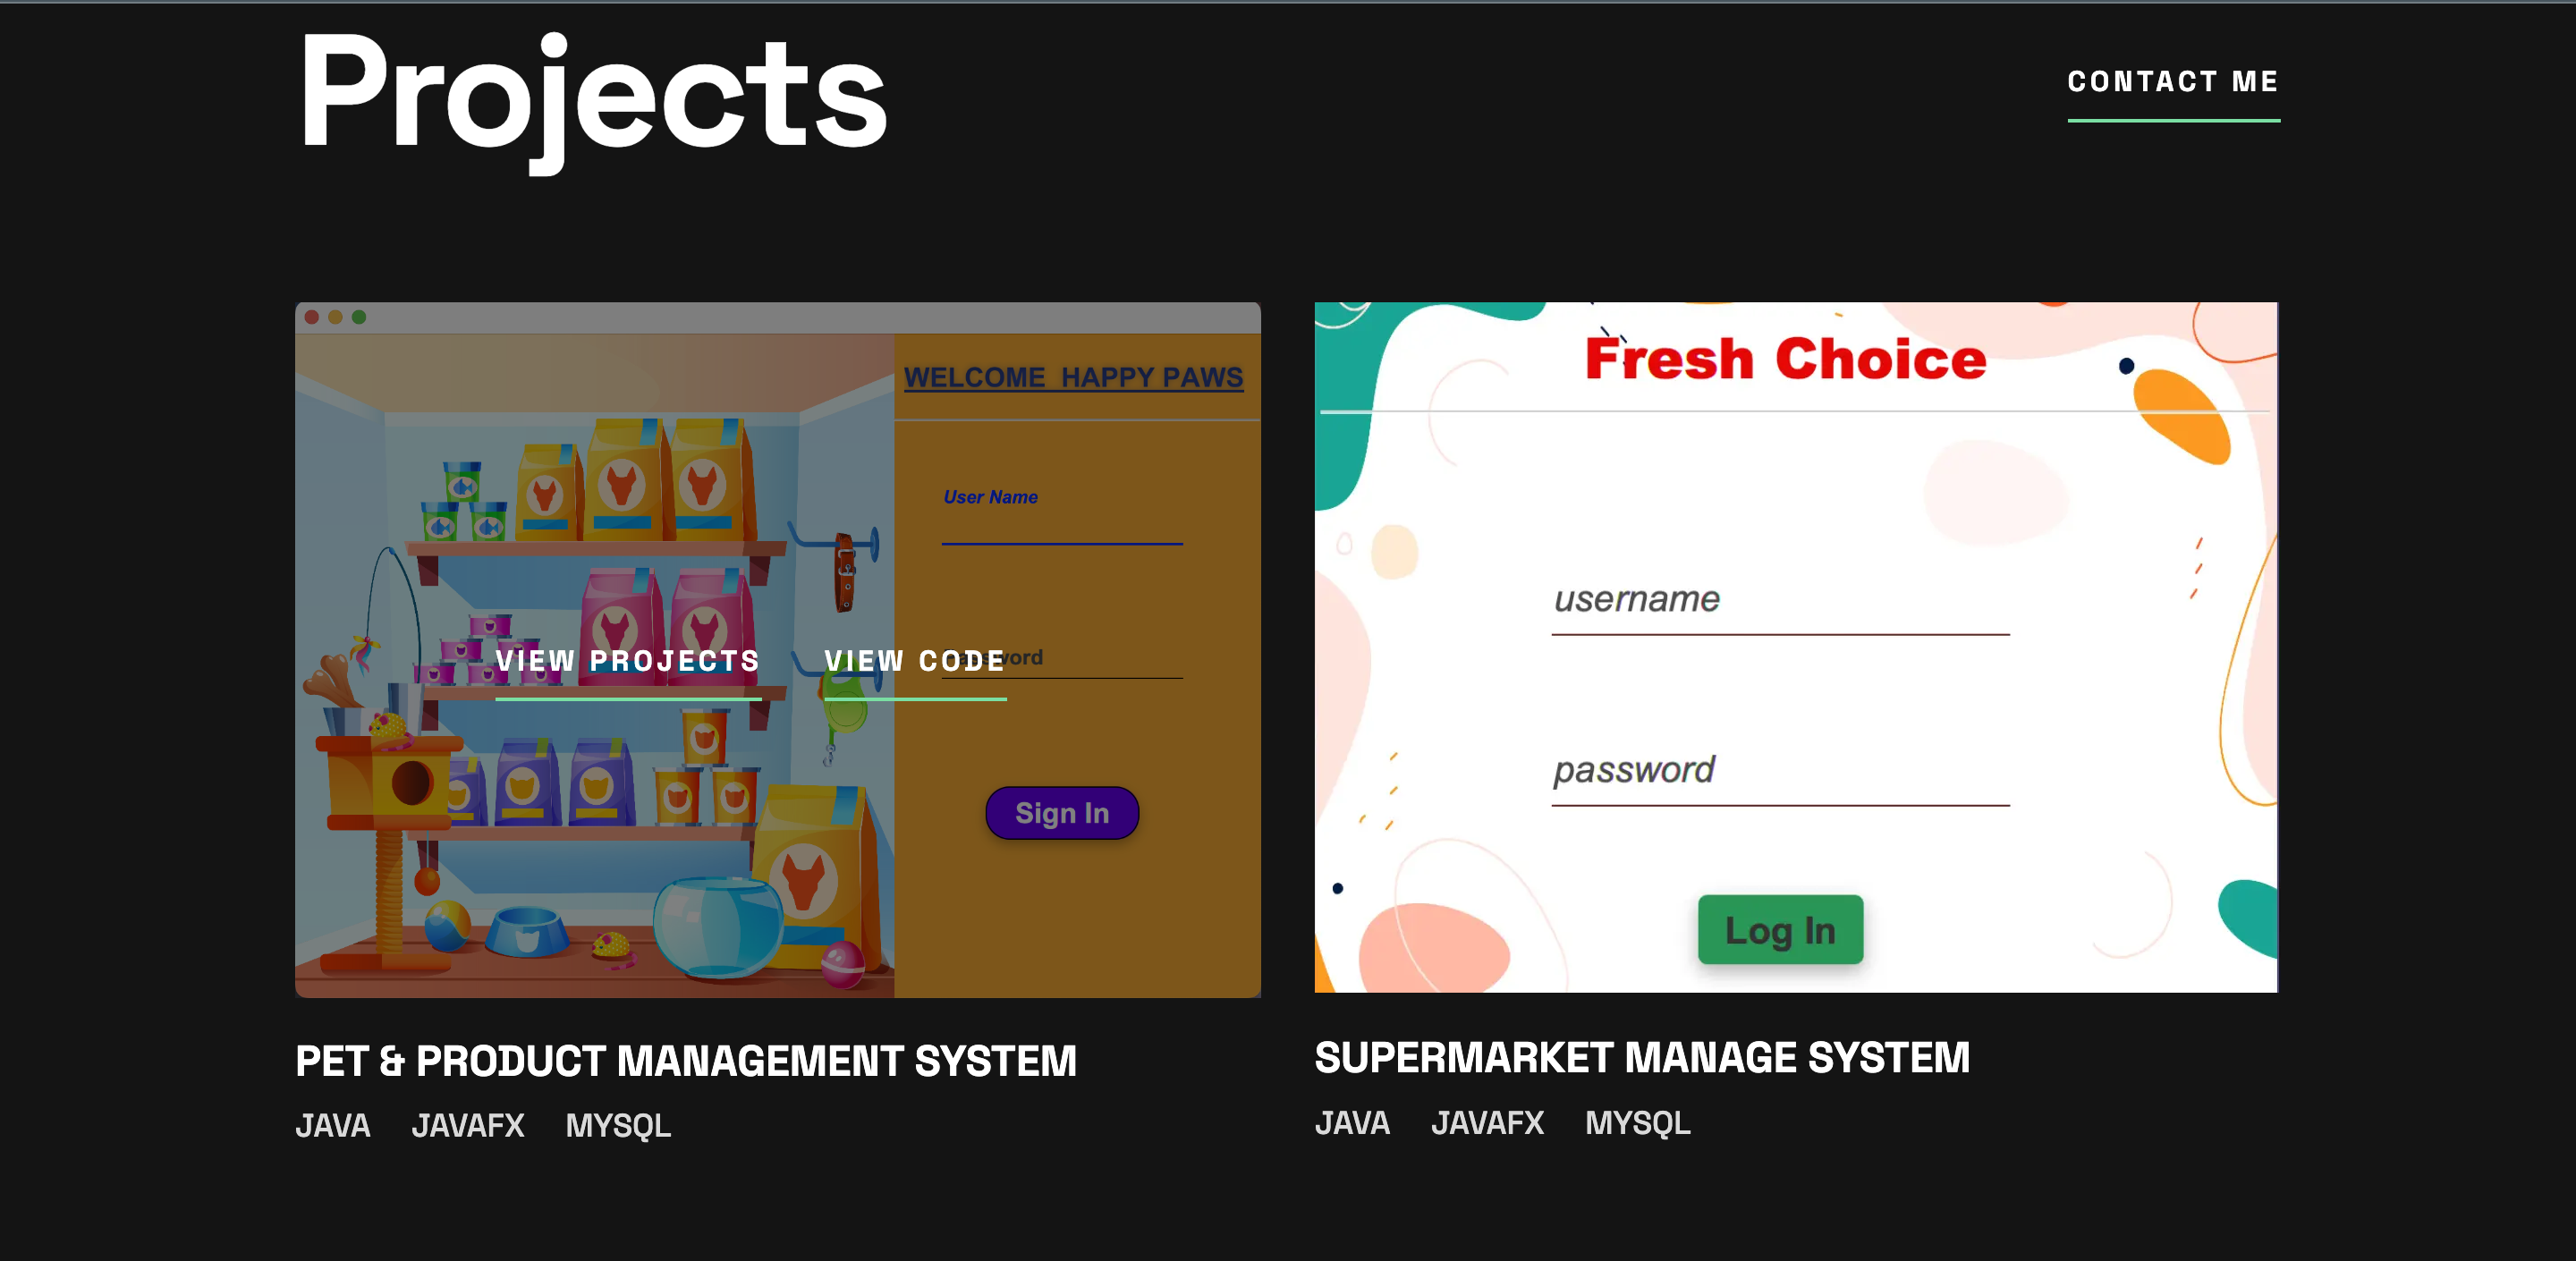 Projects
CONTACT ME
WELCOME HAPPY PAWS
User Name
VIEW PROJECTS
VIEW CODE
Sign In
PET & PRODUCT MANAGEMENT SYSTEM
JAVA JAVAFX MYSQL
Fresh Choice
username
password
Log In
SUPERMARKET MANAGE SYSTEM
JAVA JAVAFX MYSQL